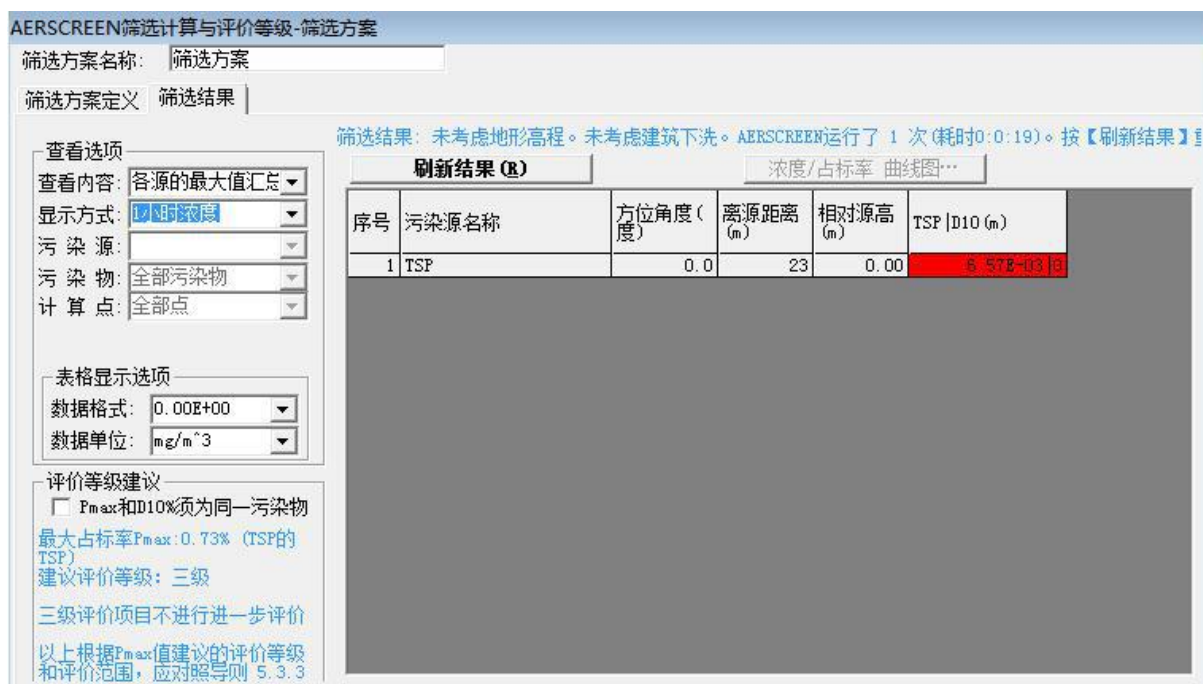 AERSCREEN筛选计算与评价等级-筛选方案
筛选方案名称: 筛选方案
筛选方案定义 筛选结果
筛选结果: 未考虑地形高程。未考虑建筑下洗。AERSCREEN运行了 1 次(耗时0:0:19)。按【刷新结果】
刷新结果(R) 浓度/占标率 曲线图…
查看选项
查看内容: 各源的最大值汇总
显示方式: 1小时浓度
污 染 源:
污 染 物: 全部污染物
计 算 点: 全部点
序号 污染源名称 方位角度(度) 离源距离(m) 相对源高(m) TSP|D10(m)
1 TSP 0.0 23 0.00 6.57E-03|0
表格显示选项
数据格式: 0.00E+00
数据单位: mg/m^3
评价等级建议
Pmax和D10%须为同一污染物
最大占标率Pmax:0.73% (TSP的
TSP)
建议评价等级: 三级
三级评价项目不进行进一步评价
以上根据Pmax值建议的评价等级
和评价范围,应对照导则 5.3.3